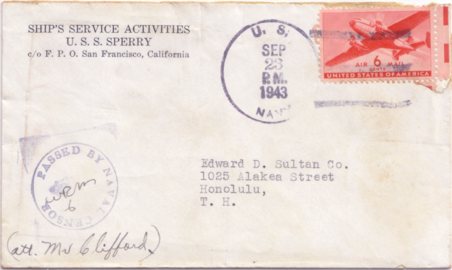 SHIP'S SERVICE ACTIVITIES
U. S. S. SPERRY
c/o F. P. O. San Francisco, California
U. S.
SEP
23
P.M.
1943
NAVY
AIR 6 MAIL
UNITED STATES OF AMERICA
PASSED BY NAVAL CENSOR
Edward D. Sultan Co.
1025 Alakea Street
Honolulu,
T. H.
(att. Mr Clifford)